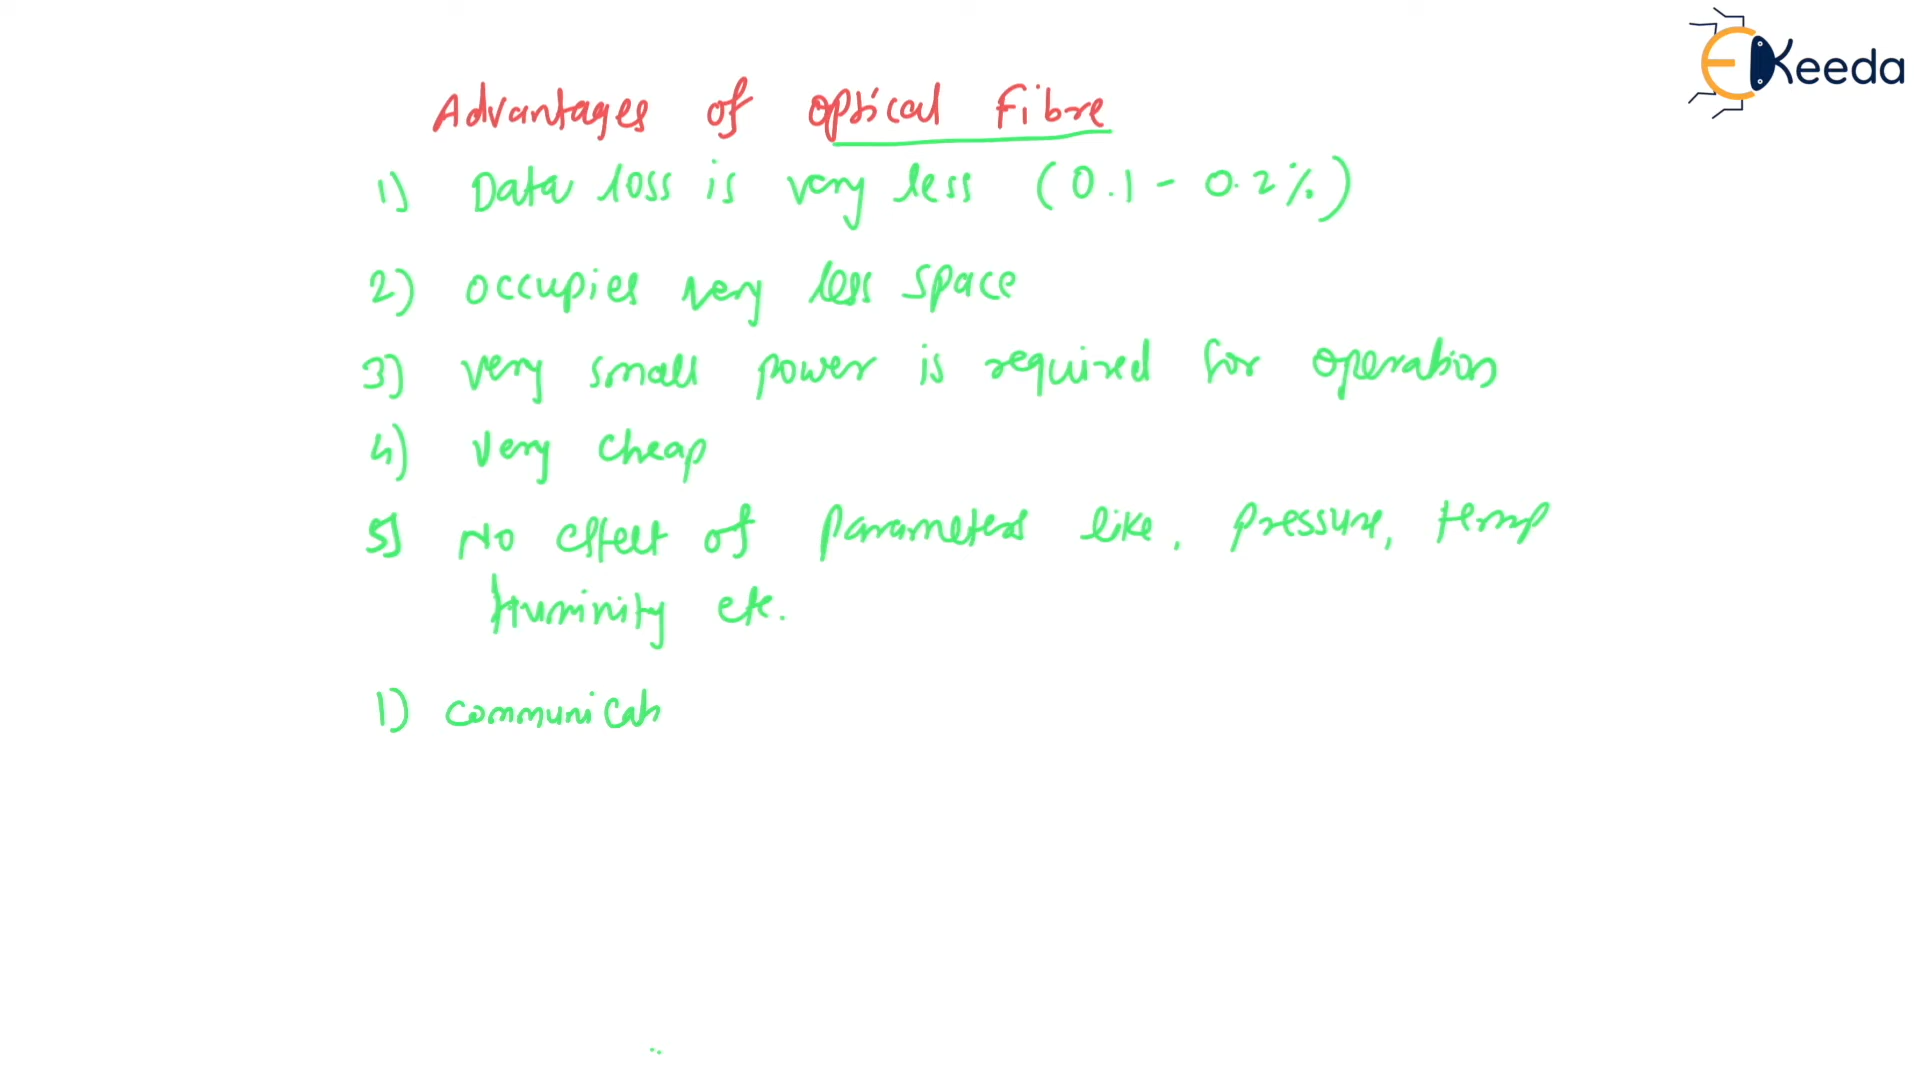 EKeeda
Advantages of optical Fibre
1) Data loss is very less (0.1 - 0.2%)
2) occupies very less space
3) very small power is required for operation
4) very cheap
5) No effect of parameters like, pressure, temp
Huminity etc.
1) communicat